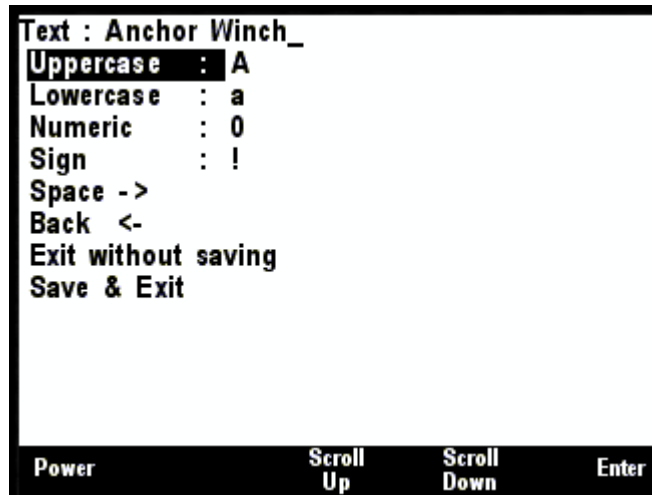 Text : Anchor Winch_
Uppercase : A
Lowercase : a
Numeric : 0
Sign : !
Space ->
Back <-
Exit without saving
Save & Exit
Power
Scroll Up
Scroll Down
Enter